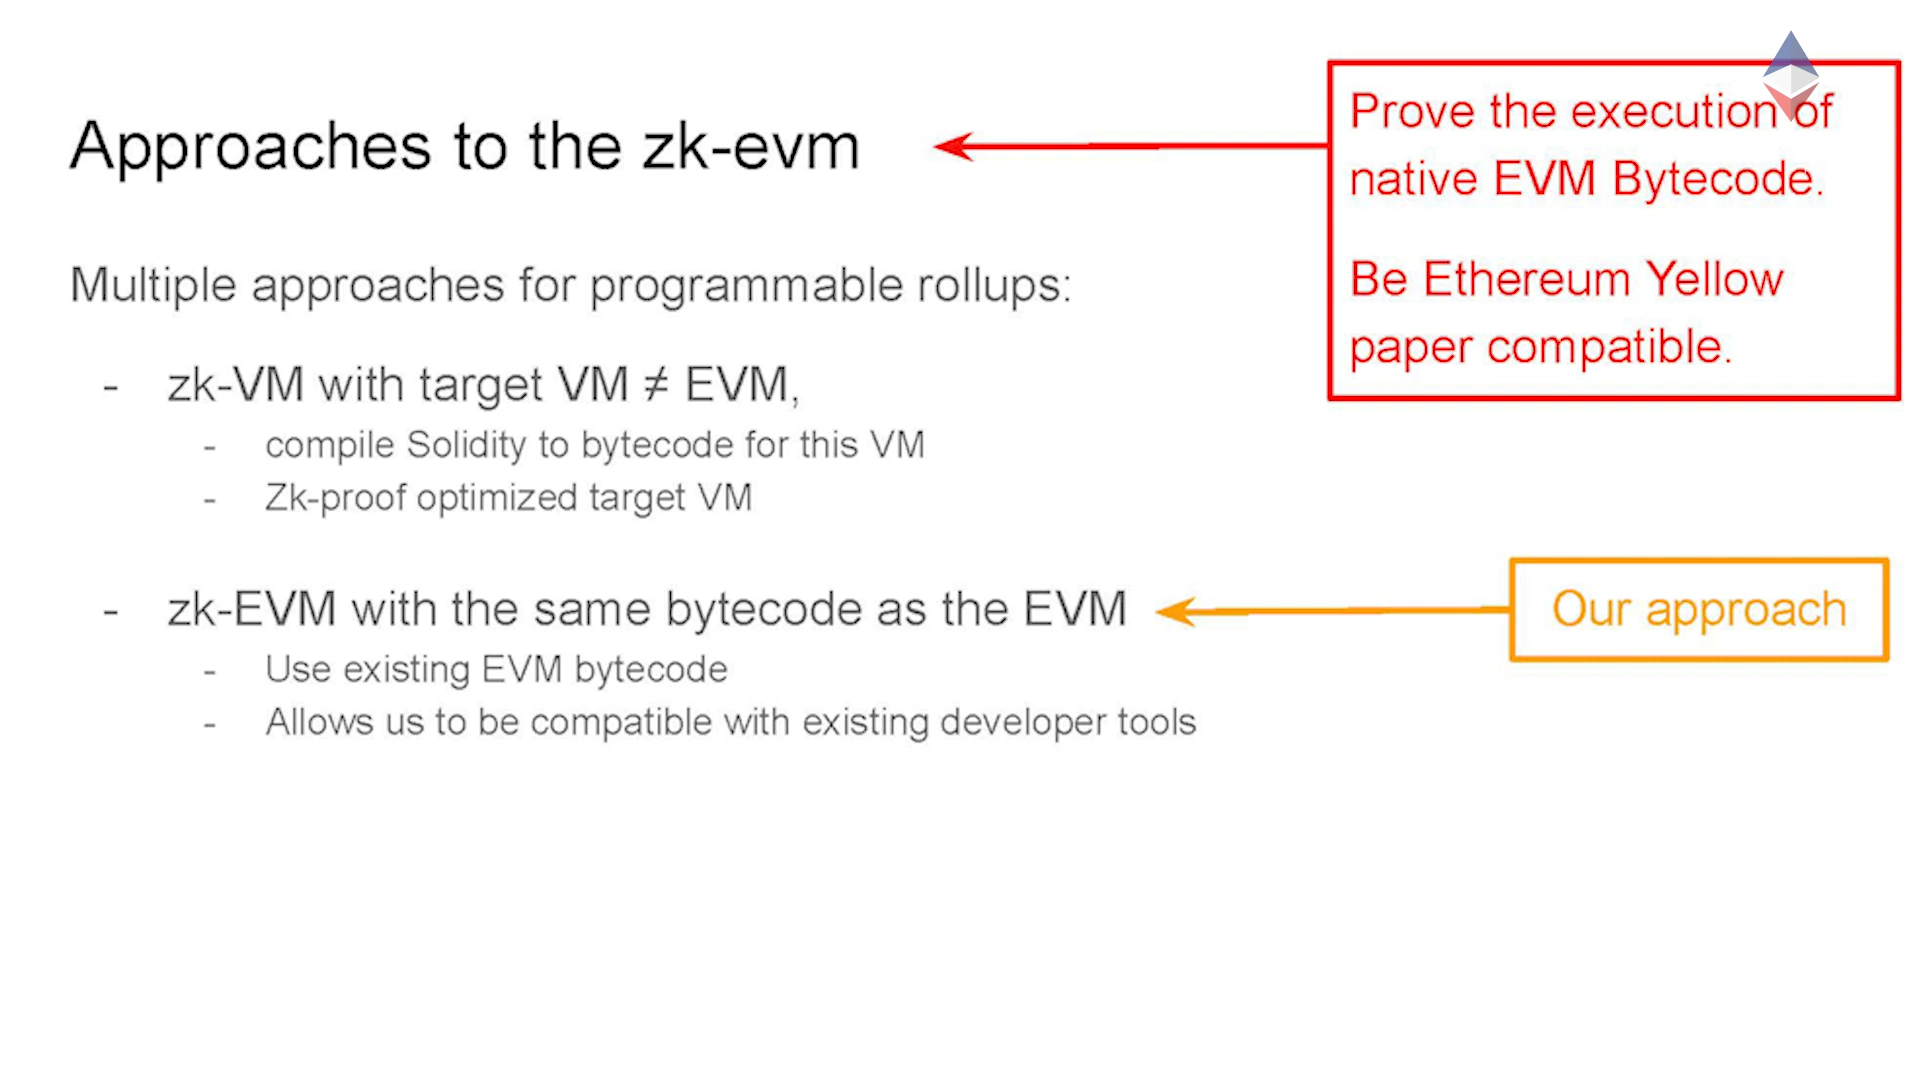 Approaches to the zk-evm
Prove the execution of
native EVM Bytecode.
Be Ethereum Yellow
paper compatible.
Multiple approaches for programmable rollups:
- zk-VM with target VM ≠ EVM,
- compile Solidity to bytecode for this VM
- Zk-proof optimized target VM
- zk-EVM with the same bytecode as the EVM
Our approach
- Use existing EVM bytecode
- Allows us to be compatible with existing developer tools